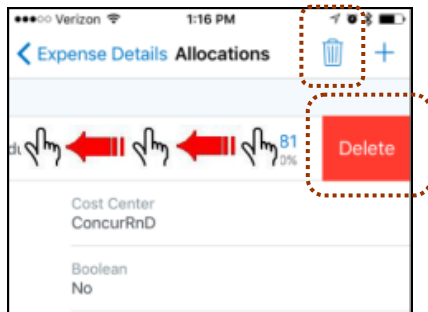 Verizon 1:16 PM
Expense Details Allocations
81
0% Delete
Cost Center
ConcurRnD
Boolean
No